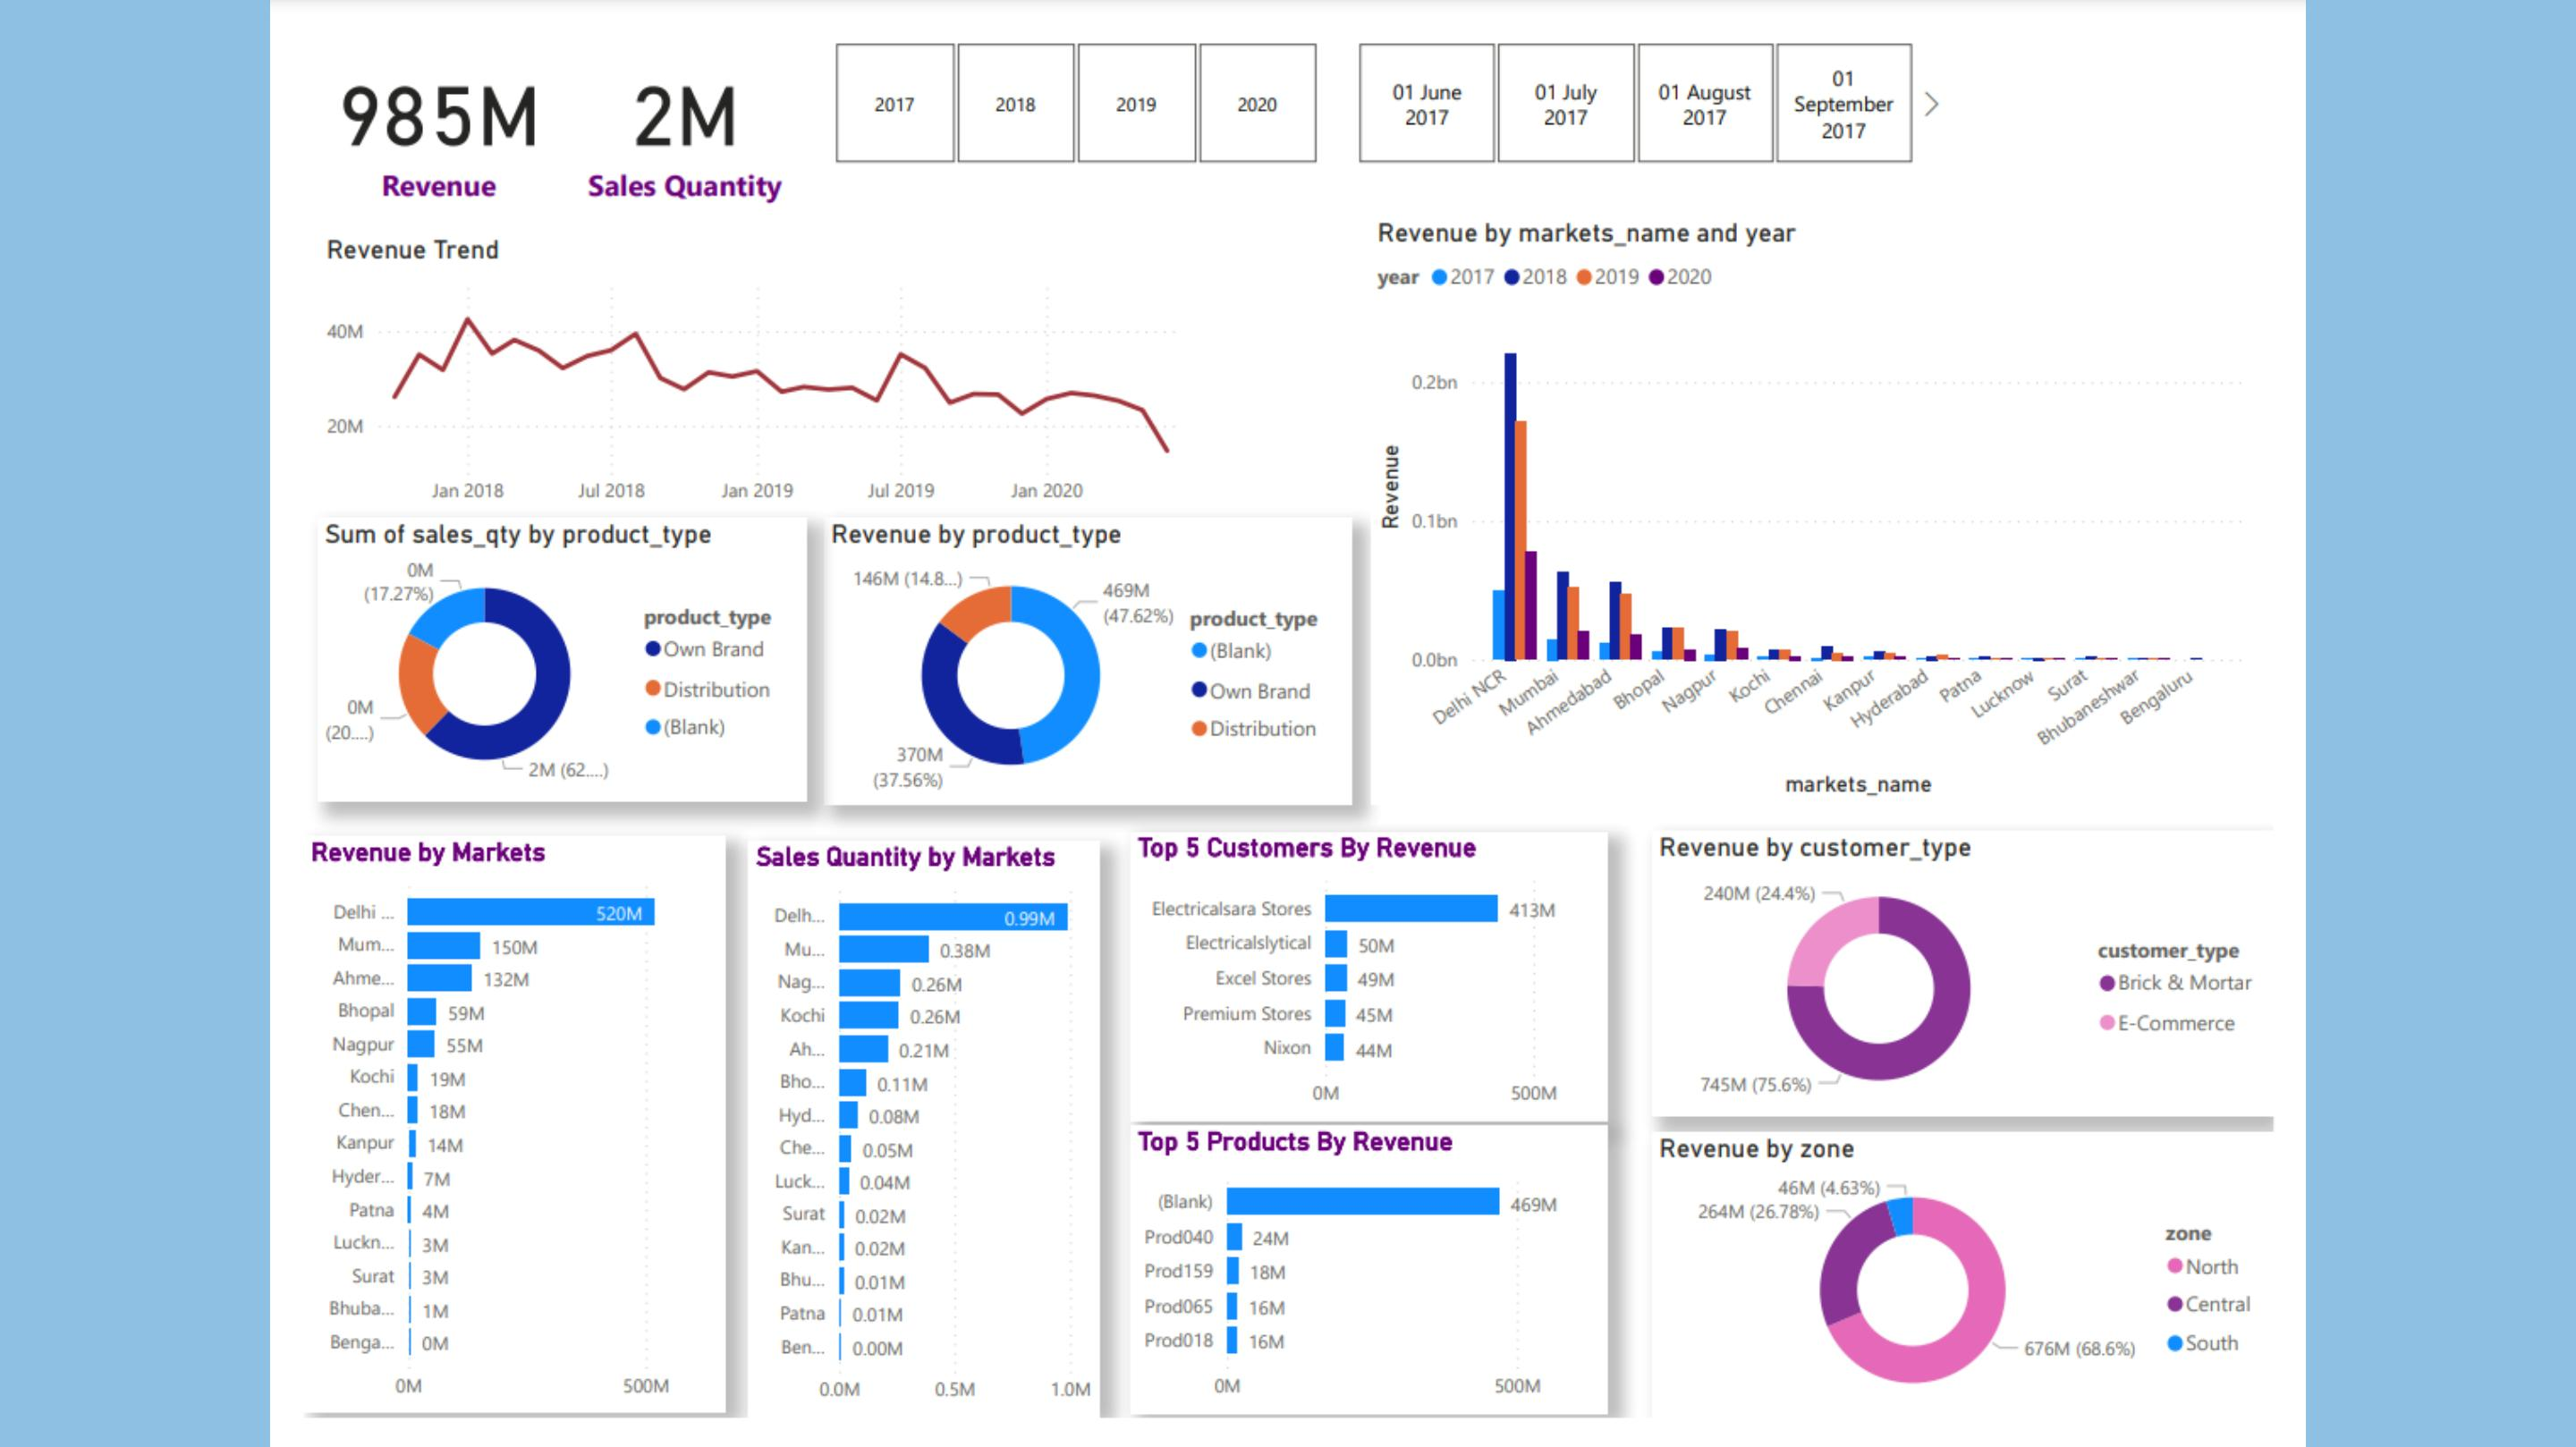 985M
Revenue
2M
Sales Quantity
2017
2018
2019
2020
01 June
2017
01 July
2017
01 August
2017
01
September
2017
Revenue Trend
40M
20M
Jan 2018
Jul 2018
Jan 2019
Jul 2019
Jan 2020
Revenue by markets_name and year
year 2017 2018 2019 2020
Revenue
0.2bn
0.1bn
0.0bn
Delhi NCR
Mumbai
Ahmedabad
Bhopal
Nagpur
Kochi
Chennai
Kanpur
Hyderabad
Patna
Lucknow
Surat
Bhubaneshwar
Bengaluru
markets_name
Sum of sales_qty by product_type
0M
(17.27%)
0M
(20....)
2M (62....)
product_type
Own Brand
Distribution
(Blank)
Revenue by product_type
146M (14.8...)
469M
(47.62%)
370M
(37.56%)
product_type
(Blank)
Own Brand
Distribution
Revenue by Markets
Delhi ... 520M
Mum... 150M
Ahme... 132M
Bhopal 59M
Nagpur 55M
Kochi 19M
Chen... 18M
Kanpur 14M
Hyder... 7M
Patna 4M
Luckn... 3M
Surat 3M
Bhuba... 1M
Benga... 0M
0M 500M
Sales Quantity by Markets
Delh... 0.99M
Mu... 0.38M
Nag... 0.26M
Kochi 0.26M
Ah... 0.21M
Bho... 0.11M
Hyd... 0.08M
Che... 0.05M
Luck... 0.04M
Surat 0.02M
Kan... 0.02M
Bhu... 0.01M
Patna 0.01M
Ben... 0.00M
0.0M 0.5M 1.0M
Top 5 Customers By Revenue
Electricalsara Stores 413M
Electricalslytical 50M
Excel Stores 49M
Premium Stores 45M
Nixon 44M
0M 500M
Top 5 Products By Revenue
(Blank) 469M
Prod040 24M
Prod159 18M
Prod065 16M
Prod018 16M
0M 500M
Revenue by customer_type
240M (24.4%)
745M (75.6%)
customer_type
Brick & Mortar
E-Commerce
Revenue by zone
46M (4.63%)
264M (26.78%)
676M (68.6%)
zone
North
Central
South